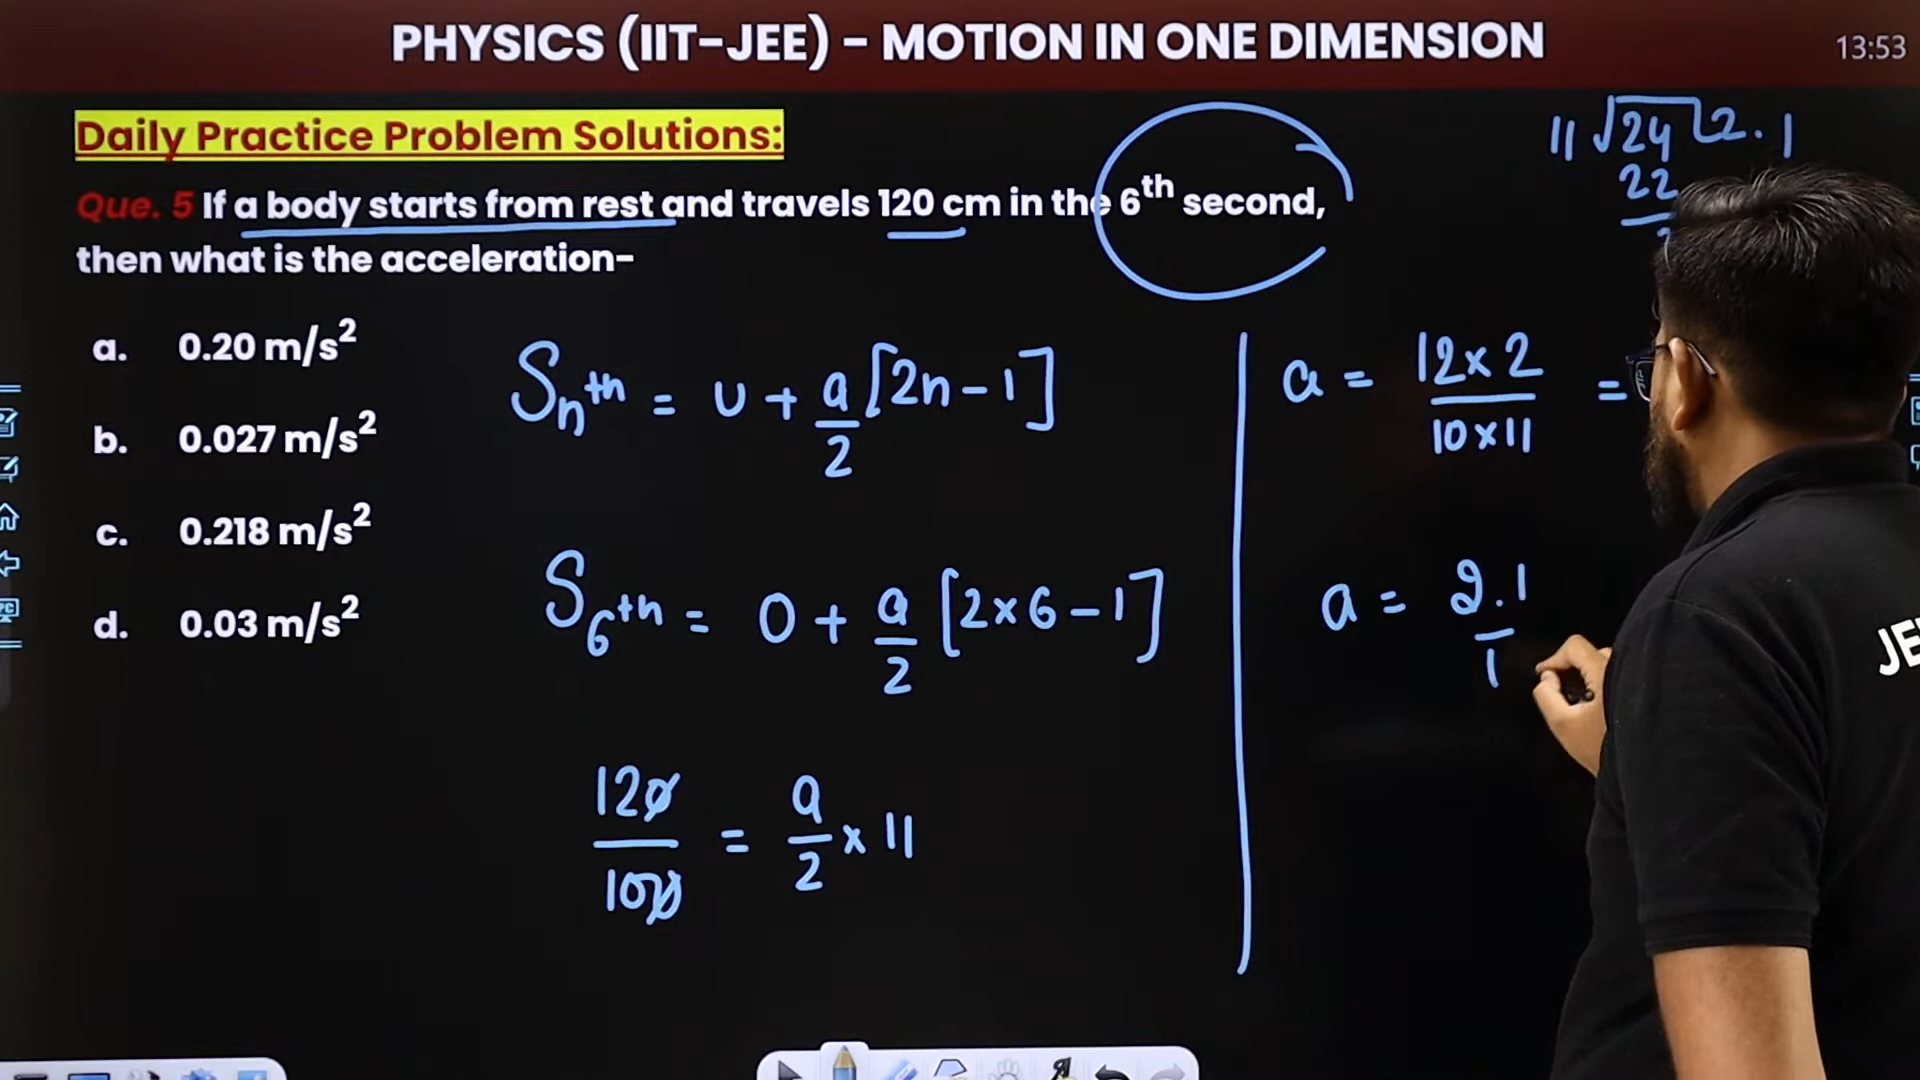 PHYSICS (IIT-JEE) - MOTION IN ONE DIMENSION
13:53
Daily Practice Problem Solutions:
Que. 5 If a body starts from rest and travels 120 cm in the 6th second,
then what is the acceleration-
a. 0.20 m/s²
b. 0.027 m/s²
c. 0.218 m/s²
d. 0.03 m/s²
Sₙth = u + a/2 [2n - 1]
S₆th = 0 + a/2 [2 × 6 - 1]
120/100 = a/2 × 11
11 √24 2.1
22
a = 12 × 2 / 10 × 11 =
a = 2.1 / 1